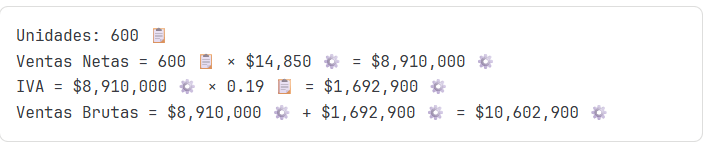 Unidades: 600 📋
Ventas Netas = 600 📋 × $14,850 ⚙️ = $8,910,000 ⚙️
IVA = $8,910,000 ⚙️ × 0.19 📋 = $1,692,900 ⚙️
Ventas Brutas = $8,910,000 ⚙️ + $1,692,900 ⚙️ = $10,602,900 ⚙️